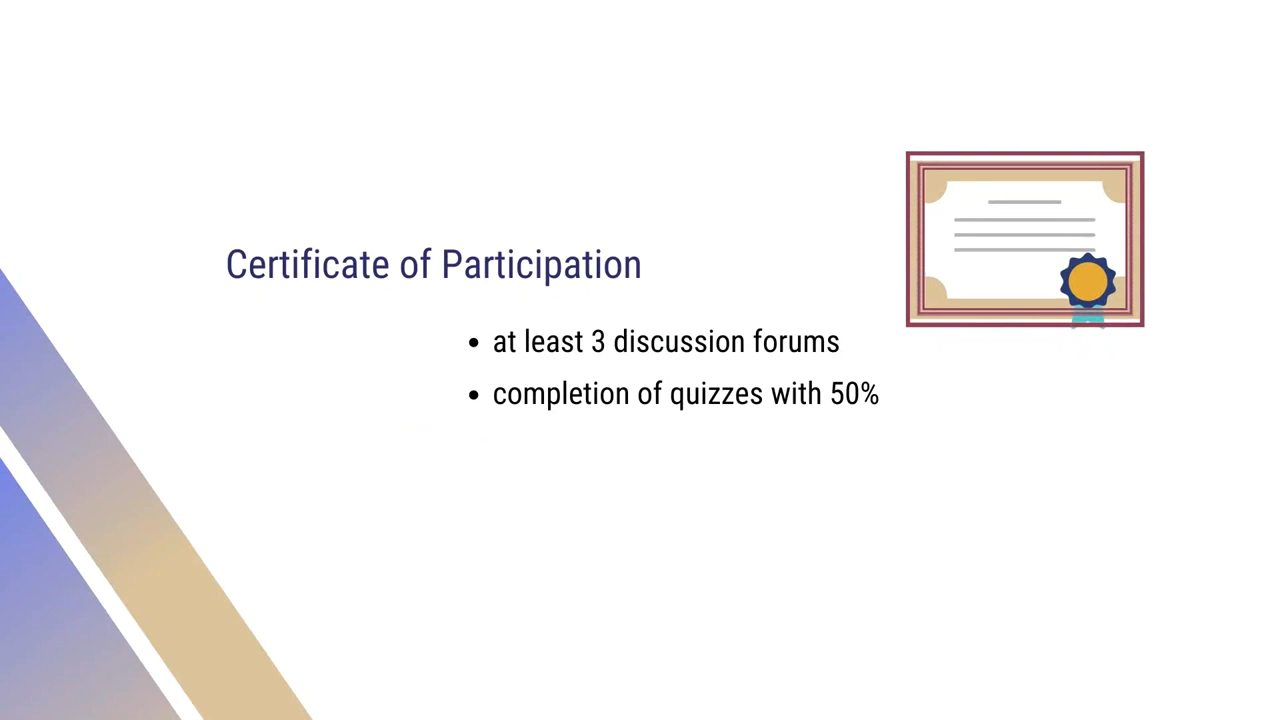 Certificate of Participation
• at least 3 discussion forums
• completion of quizzes with 50%